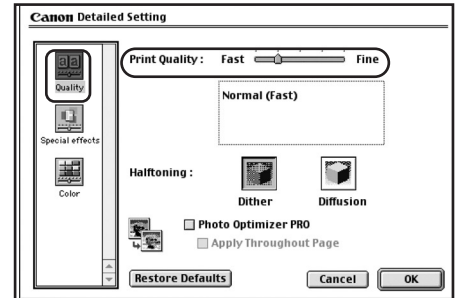 Canon Detailed Setting
Print Quality : Fast Fine
Quality
Normal (Fast)
Special effects
Halftoning :
Color
Dither Diffusion
Photo Optimizer PRO
Apply Throughout Page
Restore Defaults Cancel OK